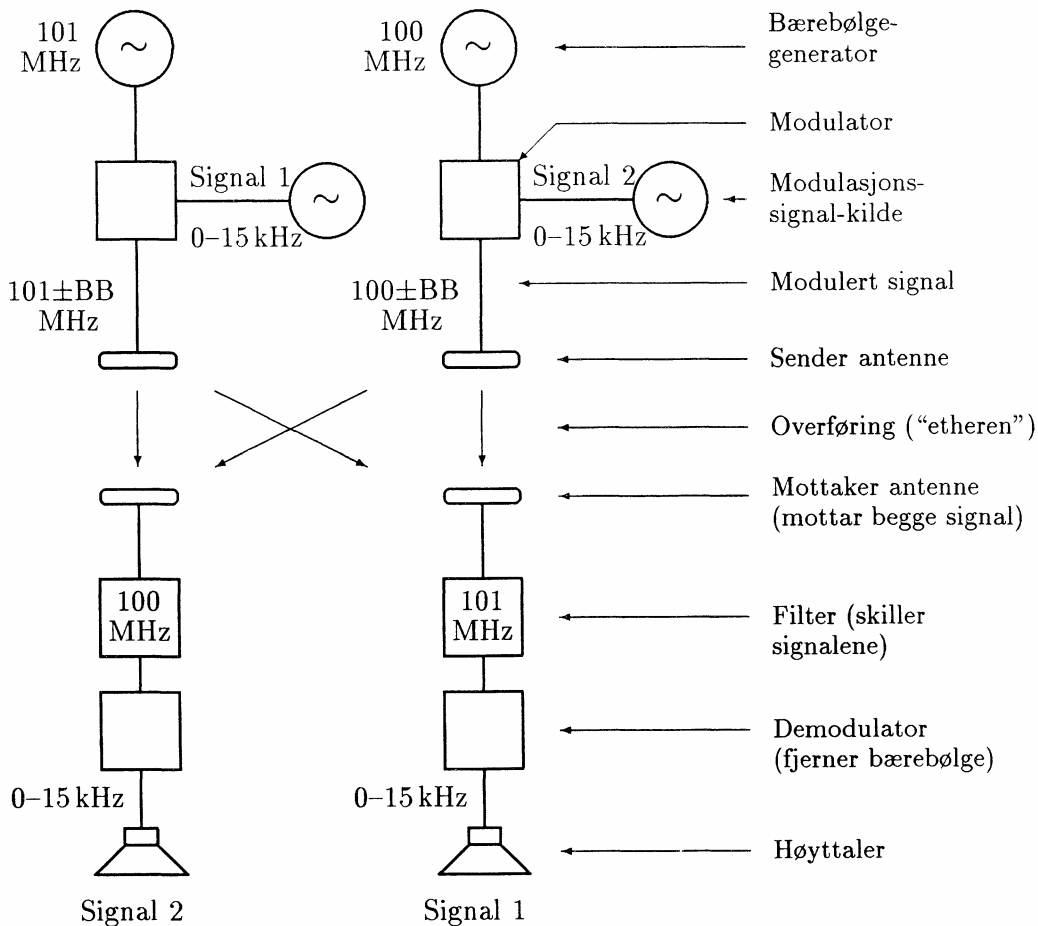 101
MHz
100
MHz
Bærebølge-
generator
Modulator
Signal 1
Signal 2
0–15 kHz
0–15 kHz
Modulasjons-
signal-kilde
101±BB
MHz
100±BB
MHz
Modulert signal
Sender antenne
Overføring (“etheren”)
Mottaker antenne
(mottar begge signal)
100
MHz
101
MHz
Filter (skiller
signalene)
Demodulator
(fjerner bærebølge)
0–15 kHz
0–15 kHz
Høyttaler
Signal 2
Signal 1